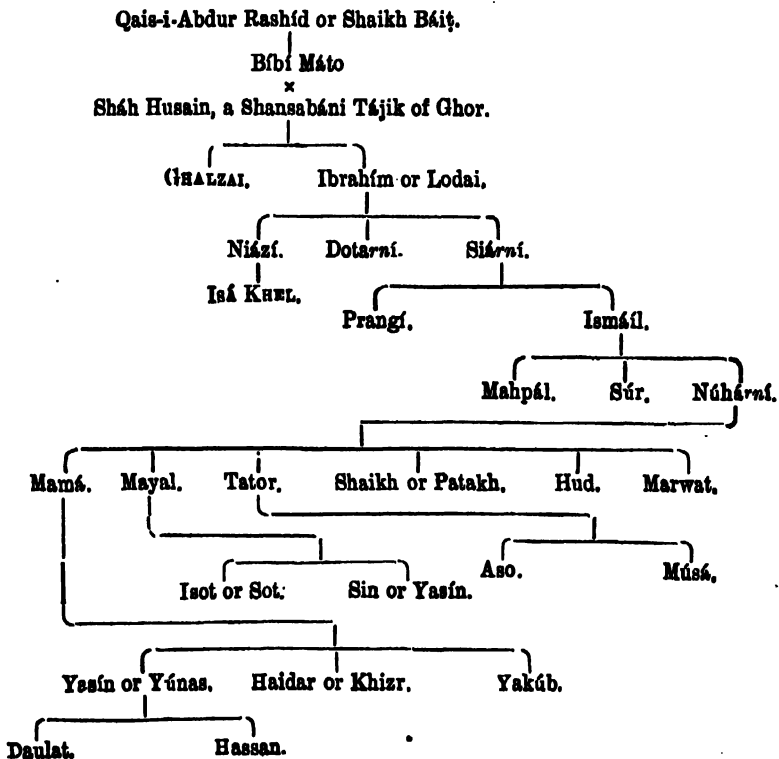 Qais-i-Abdur Rashíd or Shaikh Báiṭ.
Bíbí Máto
×
Sháh Husain, a Shansabáni Tájik of Ghor.
GHALZAI. Ibrahím or Lodai.
Niází. Dotarní. Siární.
Isá KHEL. Prangí. Ismáíl.
Mahpál. Súr. Núhární.
Mamá. Mayal. Tator. Shaikh or Patakh. Hud. Marwat.
Isot or Sot. Sin or Yasín. Aso. Músá.
Yasín or Yúnas. Haidar or Khizr. Yakúb.
Daulat. Hassan.